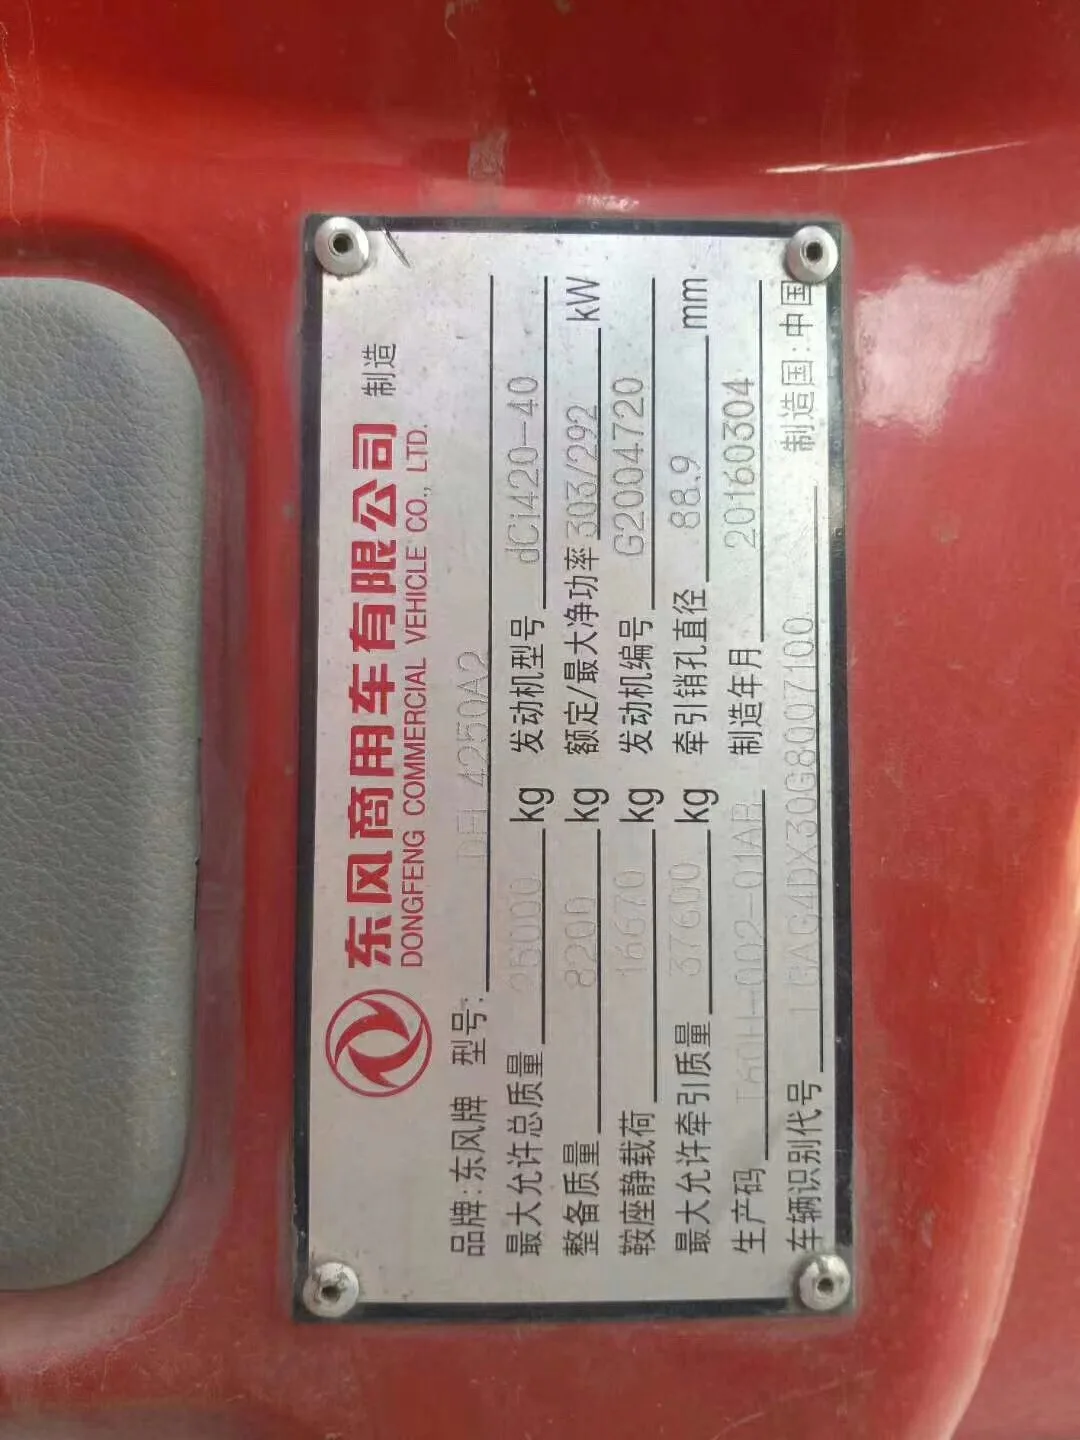 东风商用车有限公司 制造
DONGFENG COMMERCIAL VEHICLE CO., LTD.
品牌:东风牌 型号: DFL4250A2
最大允许总质量 25000 kg 发动机型号 dCi420-40
整备质量 8200 kg 额定/最大净功率 303/292 kW
鞍座静载荷 16670 kg 发动机编号 G2004720
最大允许牵引质量 37600 kg 牵引销孔直径 88.9 mm
生产码 T60H-002-01AB 制造年月 20160304
车辆识别代号 LGAG4DX30G8007100 制造国:中国